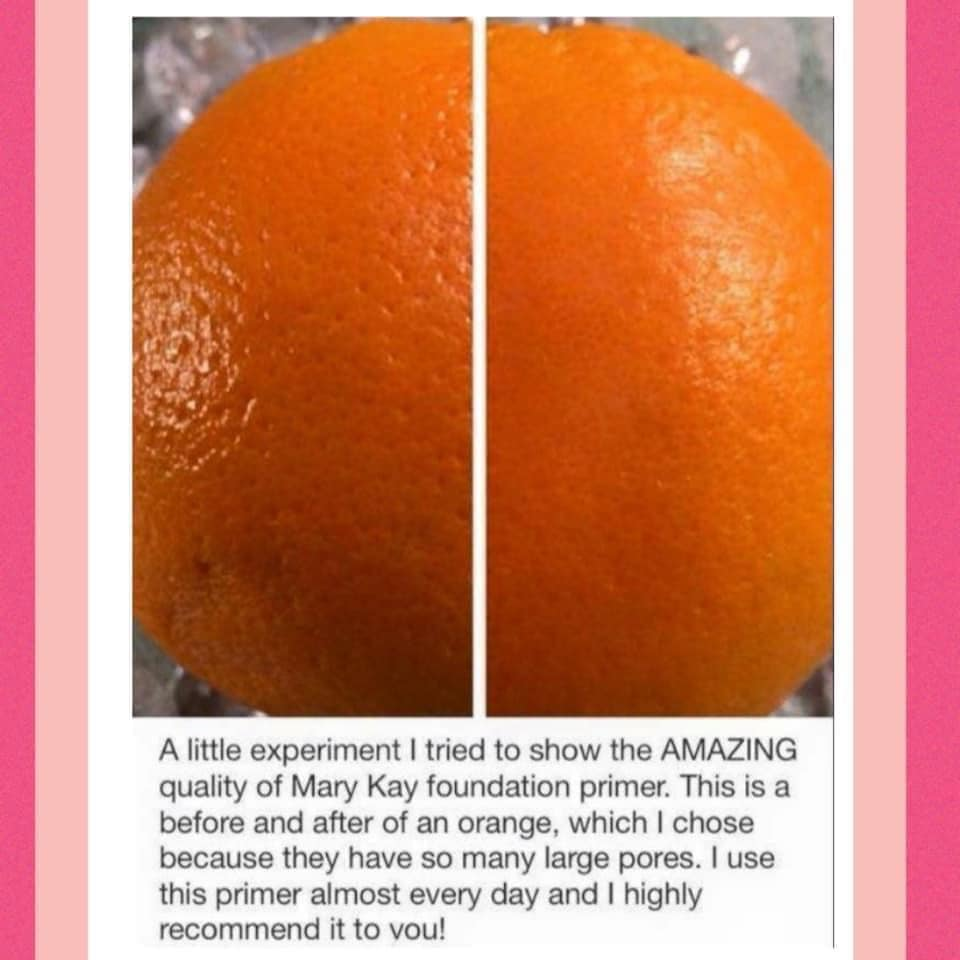 A little experiment I tried to show the AMAZING
quality of Mary Kay foundation primer. This is a
before and after of an orange, which I chose
because they have so many large pores. I use
this primer almost every day and I highly
recommend it to you!